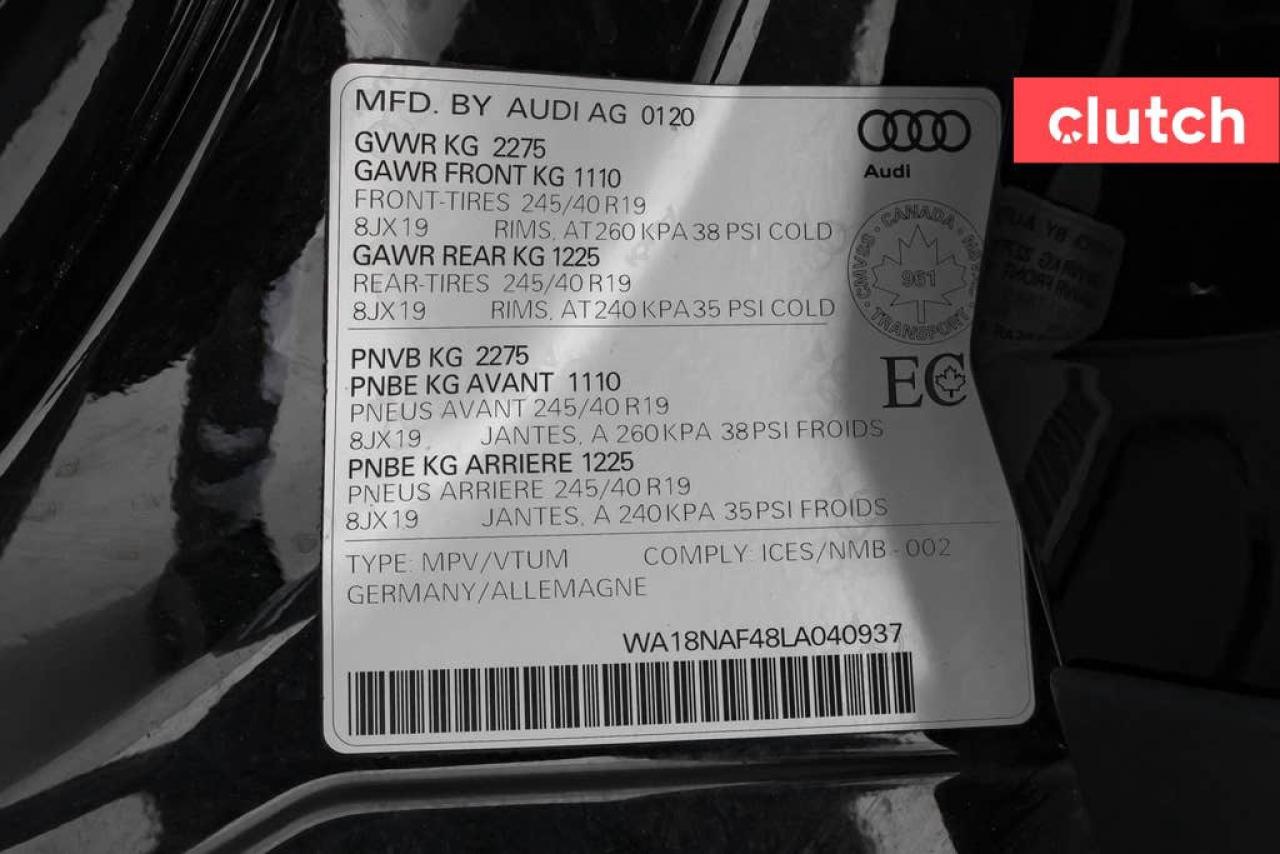 clutch
MFD. BY AUDI AG 0120
GVWR KG 2275
GAWR FRONT KG 1110
FRONT-TIRES 245/40 R19
8JX19 RIMS, AT 260 KPA 38 PSI COLD
GAWR REAR KG 1225
REAR-TIRES 245/40 R19
8JX19 RIMS, AT 240 KPA 35 PSI COLD
Audi
CANADA
CMVSS
961
TRANSPORT
EC
PNVB KG 2275
PNBE KG AVANT 1110
PNEUS AVANT 245/40 R19
8JX19, JANTES, A 260 KPA 38 PSI FROIDS
PNBE KG ARRIERE 1225
PNEUS ARRIERE 245/40 R19
8JX19 JANTES, A 240 KPA 35 PSI FROIDS
TYPE: MPV/VTUM COMPLY: ICES/NMB-002
GERMANY/ALLEMAGNE
WA18NAF48LA040937